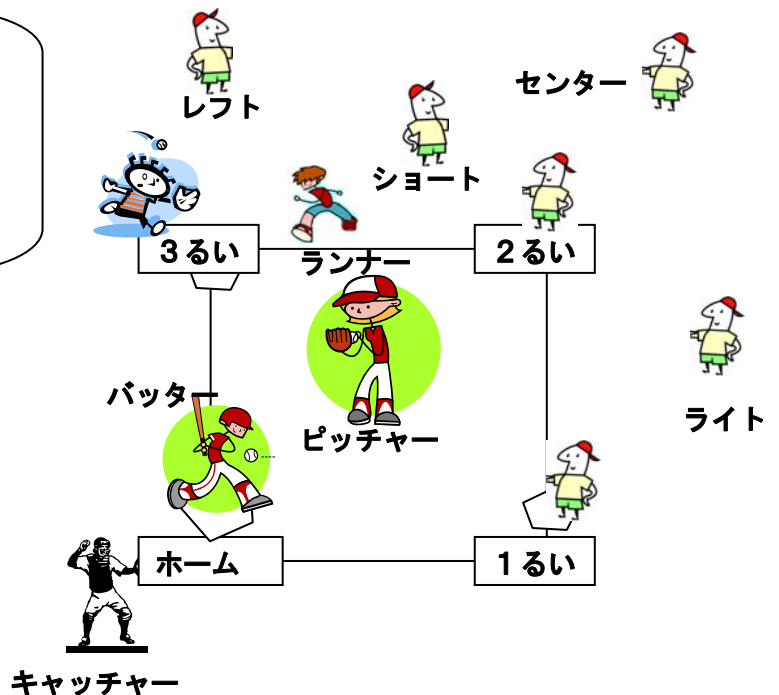 センター
レフト
ショート
3るい
ランナー
2るい
バッター
ライト
ピッチャー
ホーム
1るい
キャッチャー